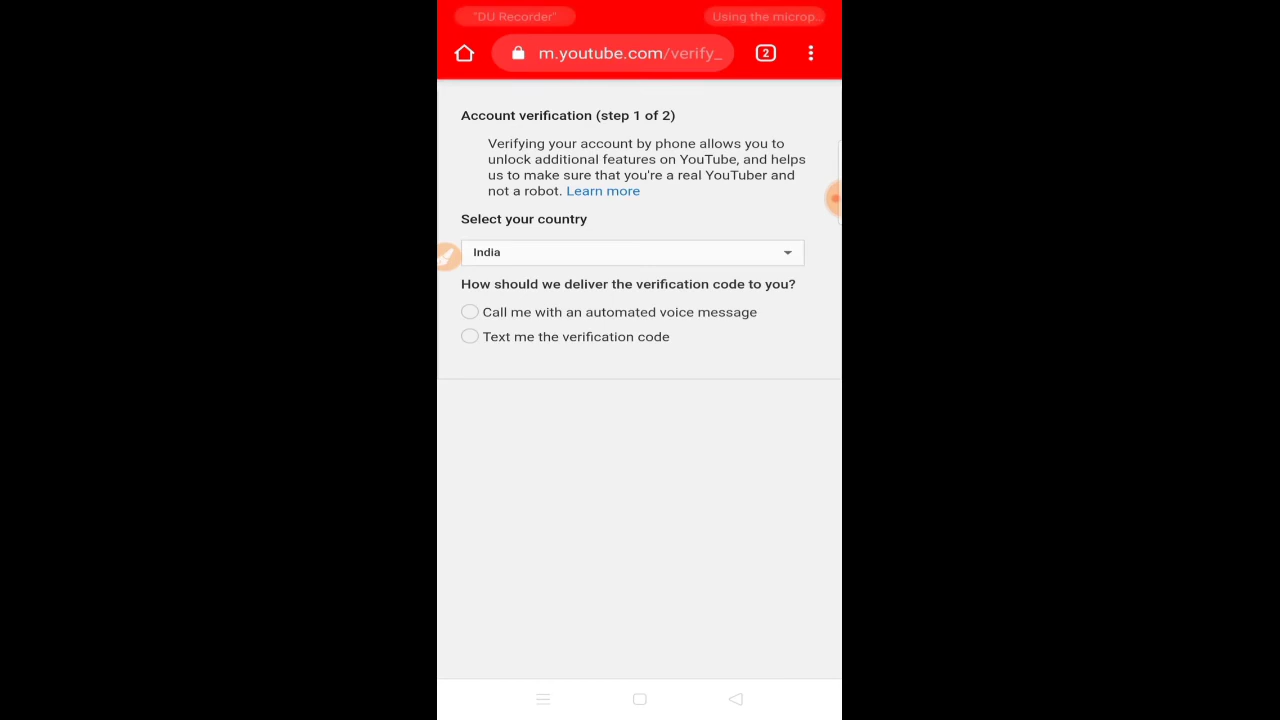 "DU Recorder" Using the microp...
m.youtube.com/verify_ 2
Account verification (step 1 of 2)
Verifying your account by phone allows you to
unlock additional features on YouTube, and helps
us to make sure that you're a real YouTuber and
not a robot. Learn more
Select your country
India
How should we deliver the verification code to you?
Call me with an automated voice message
Text me the verification code